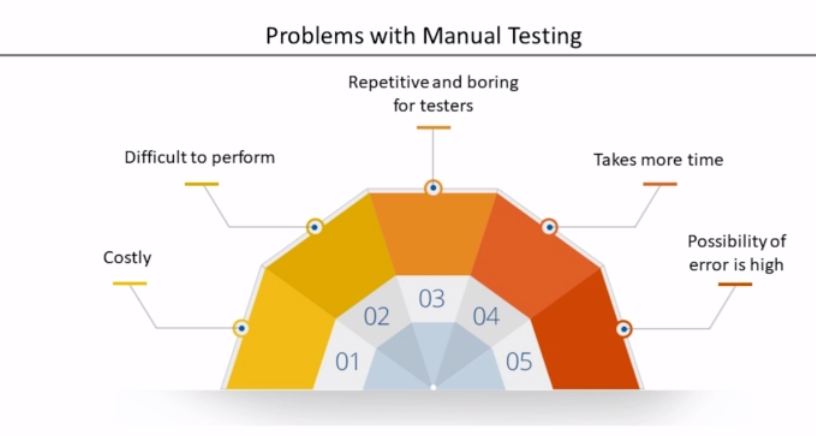 Problems with Manual Testing
Repetitive and boring
for testers
Difficult to perform
Takes more time
Costly
Possibility of
error is high
01
02
03
04
05